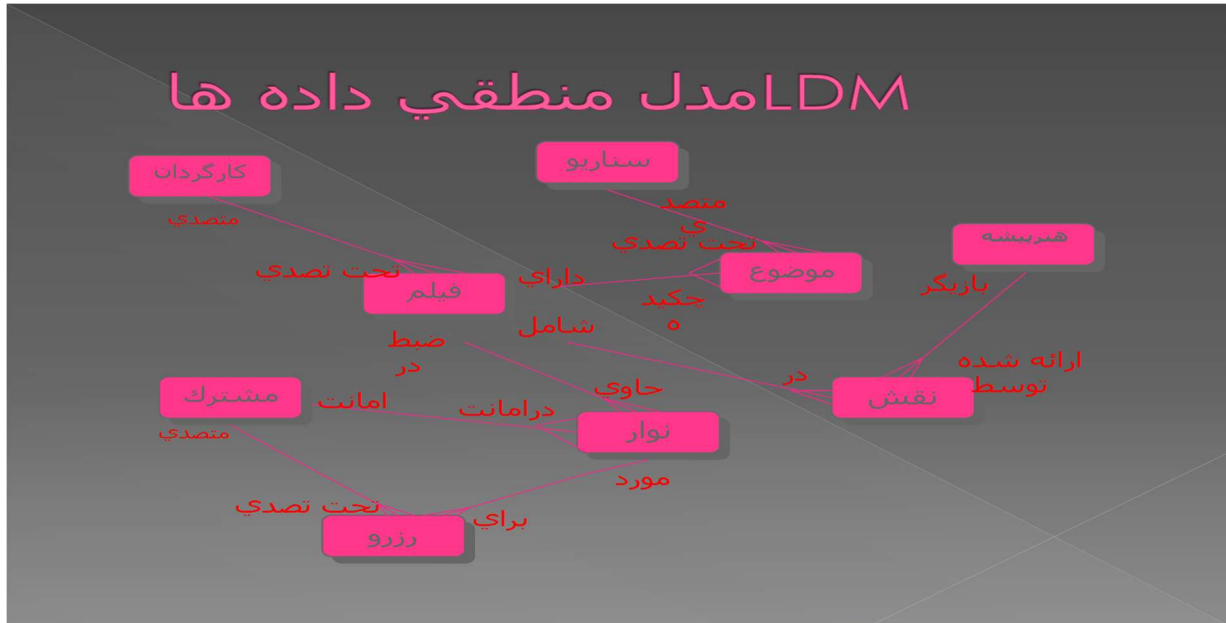 LDMمدل منطقي داده ها
سناريو
كارگردان
متصد
ي
متصدي
هنرپيشه
تحت تصدي
موضوع
تحت تصدي
داراي
بازيگر
فيلم
چكيد
ه
شامل
ضبط
در
ارائه شده
توسط
در
حاوي
نقش
مشترك
امانت
درامانت
نوار
متصدي
مورد
تحت تصدي
براي
رزرو